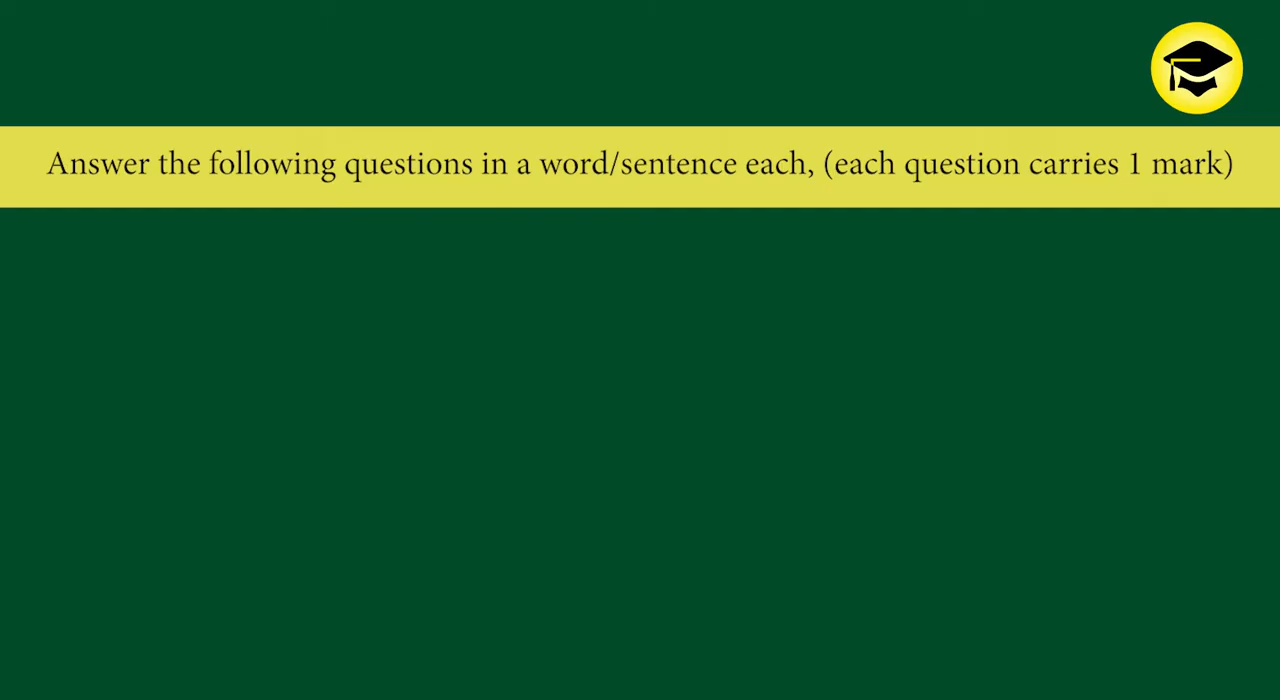 Answer the following questions in a word/sentence each, (each question carries 1 mark)